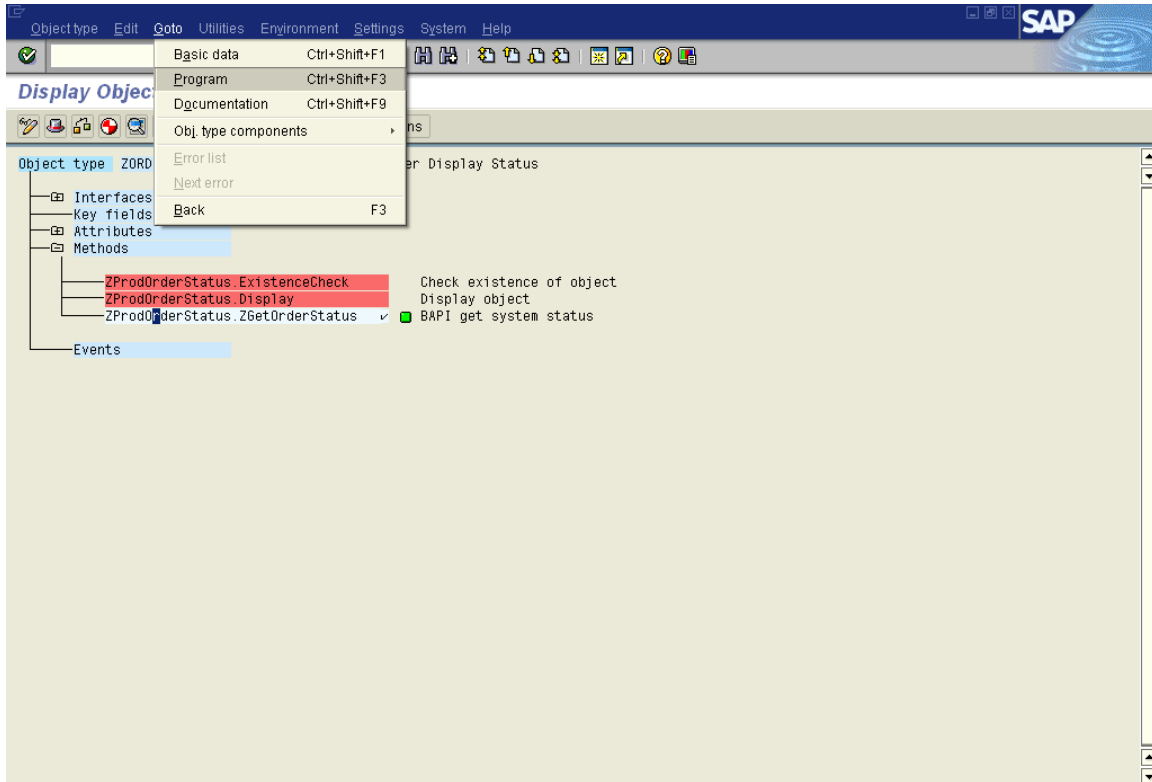 Object type Edit Goto Utilities Environment Settings System Help
SAP
Basic data Ctrl+Shift+F1
Program Ctrl+Shift+F3
Display Objec
Documentation Ctrl+Shift+F9
Obj. type components
ns
Error list
Object type ZORD er Display Status
Next error
Interfaces
Back F3
Key fields
Attributes
Methods
ZProdOrderStatus.ExistenceCheck Check existence of object
ZProdOrderStatus.Display Display object
ZProdOrderStatus.ZGetOrderStatus BAPI get system status
Events